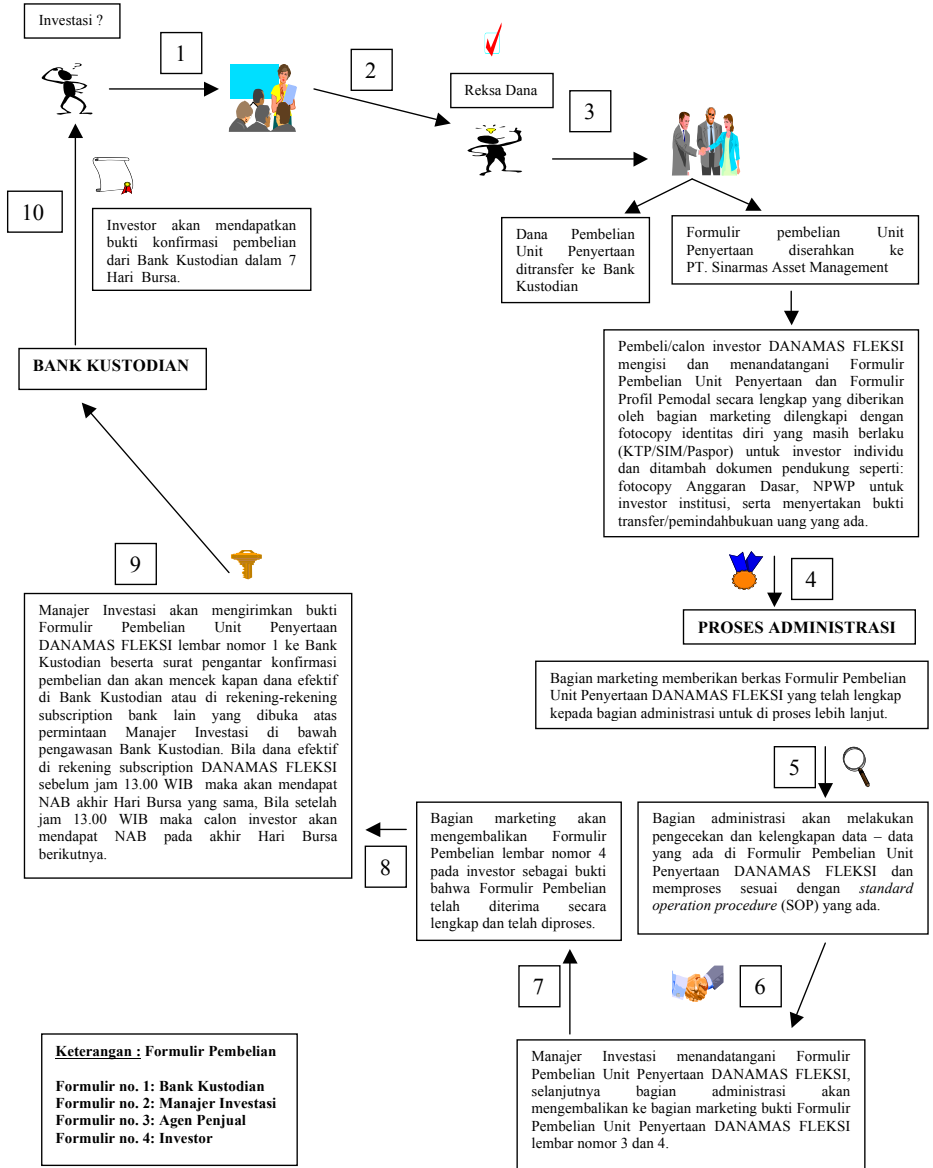 Investasi ?
1
2
Reksa Dana
3
10
Investor akan mendapatkan
bukti konfirmasi pembelian
dari Bank Kustodian dalam 7
Hari Bursa.
Dana Pembelian
Unit Penyertaan
ditransfer ke Bank
Kustodian
Formulir pembelian Unit
Penyertaan diserahkan ke
PT. Sinarmas Asset Management
BANK KUSTODIAN
Pembeli/calon investor DANAMAS FLEKSI
mengisi dan menandatangani Formulir
Pembelian Unit Penyertaan dan Formulir
Profil Pemodal secara lengkap yang diberikan
oleh bagian marketing dilengkapi dengan
fotocopy identitas diri yang masih berlaku
(KTP/SIM/Paspor) untuk investor individu
dan ditambah dokumen pendukung seperti:
fotocopy Anggaran Dasar, NPWP untuk
investor institusi, serta menyertakan bukti
transfer/pemindahbukuan uang yang ada.
4
PROSES ADMINISTRASI
Bagian marketing memberikan berkas Formulir Pembelian
Unit Penyertaan DANAMAS FLEKSI yang telah lengkap
kepada bagian administrasi untuk di proses lebih lanjut.
5
Bagian administrasi akan melakukan
pengecekan dan kelengkapan data – data
yang ada di Formulir Pembelian Unit
Penyertaan DANAMAS FLEKSI dan
memproses sesuai dengan standard
operation procedure (SOP) yang ada.
6
Manajer Investasi menandatangani Formulir
Pembelian Unit Penyertaan DANAMAS FLEKSI,
selanjutnya bagian administrasi akan
mengembalikan ke bagian marketing bukti Formulir
Pembelian Unit Penyertaan DANAMAS FLEKSI
lembar nomor 3 dan 4.
7
Bagian marketing akan
mengembalikan Formulir
Pembelian lembar nomor 4
pada investor sebagai bukti
bahwa Formulir Pembelian
telah diterima secara
lengkap dan telah diproses.
8
9
Manajer Investasi akan mengirimkan bukti
Formulir Pembelian Unit Penyertaan
DANAMAS FLEKSI lembar nomor 1 ke Bank
Kustodian beserta surat pengantar konfirmasi
pembelian dan akan mencek kapan dana efektif
di Bank Kustodian atau di rekening-rekening
subscription bank lain yang dibuka atas
permintaan Manajer Investasi di bawah
pengawasan Bank Kustodian. Bila dana efektif
di rekening subscription DANAMAS FLEKSI
sebelum jam 13.00 WIB maka akan mendapat
NAB akhir Hari Bursa yang sama, Bila setelah
jam 13.00 WIB maka calon investor akan
mendapat NAB pada akhir Hari Bursa
berikutnya.
Keterangan : Formulir Pembelian
Formulir no. 1: Bank Kustodian
Formulir no. 2: Manajer Investasi
Formulir no. 3: Agen Penjual
Formulir no. 4: Investor